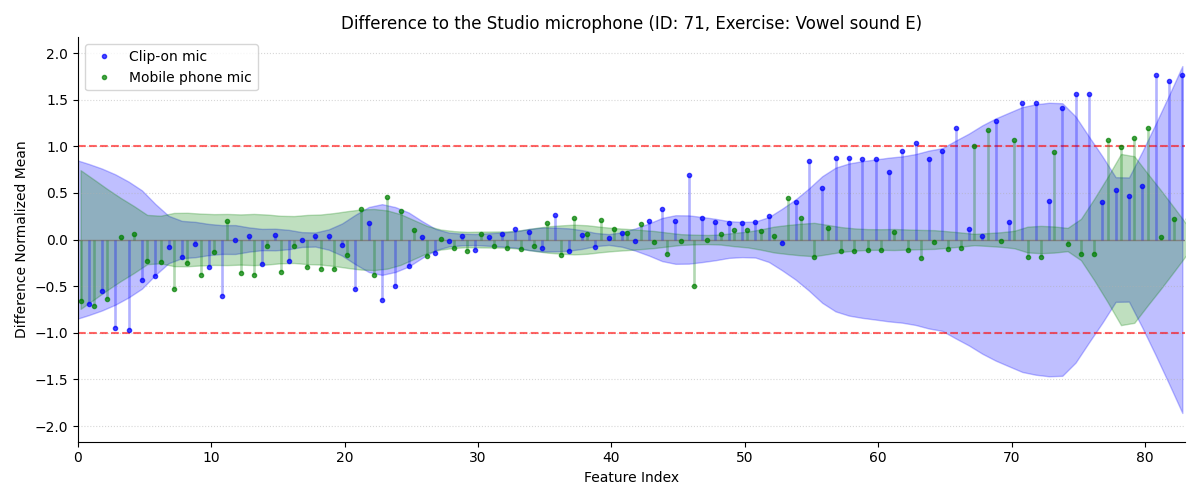 Difference to the Studio microphone (ID: 71, Exercise: Vowel sound E)
Clip-on mic
Mobile phone mic
Difference Normalized Mean
2.0
1.5
1.0
0.5
0.0
−0.5
−1.0
−1.5
−2.0
0 10 20 30 40 50 60 70 80
Feature Index